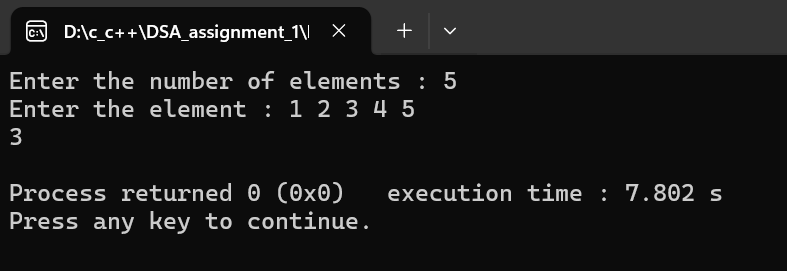 D:\c_c++\DSA_assignment_1\
Enter the number of elements : 5
Enter the element : 1 2 3 4 5
3
Process returned 0 (0x0)   execution time : 7.802 s
Press any key to continue.